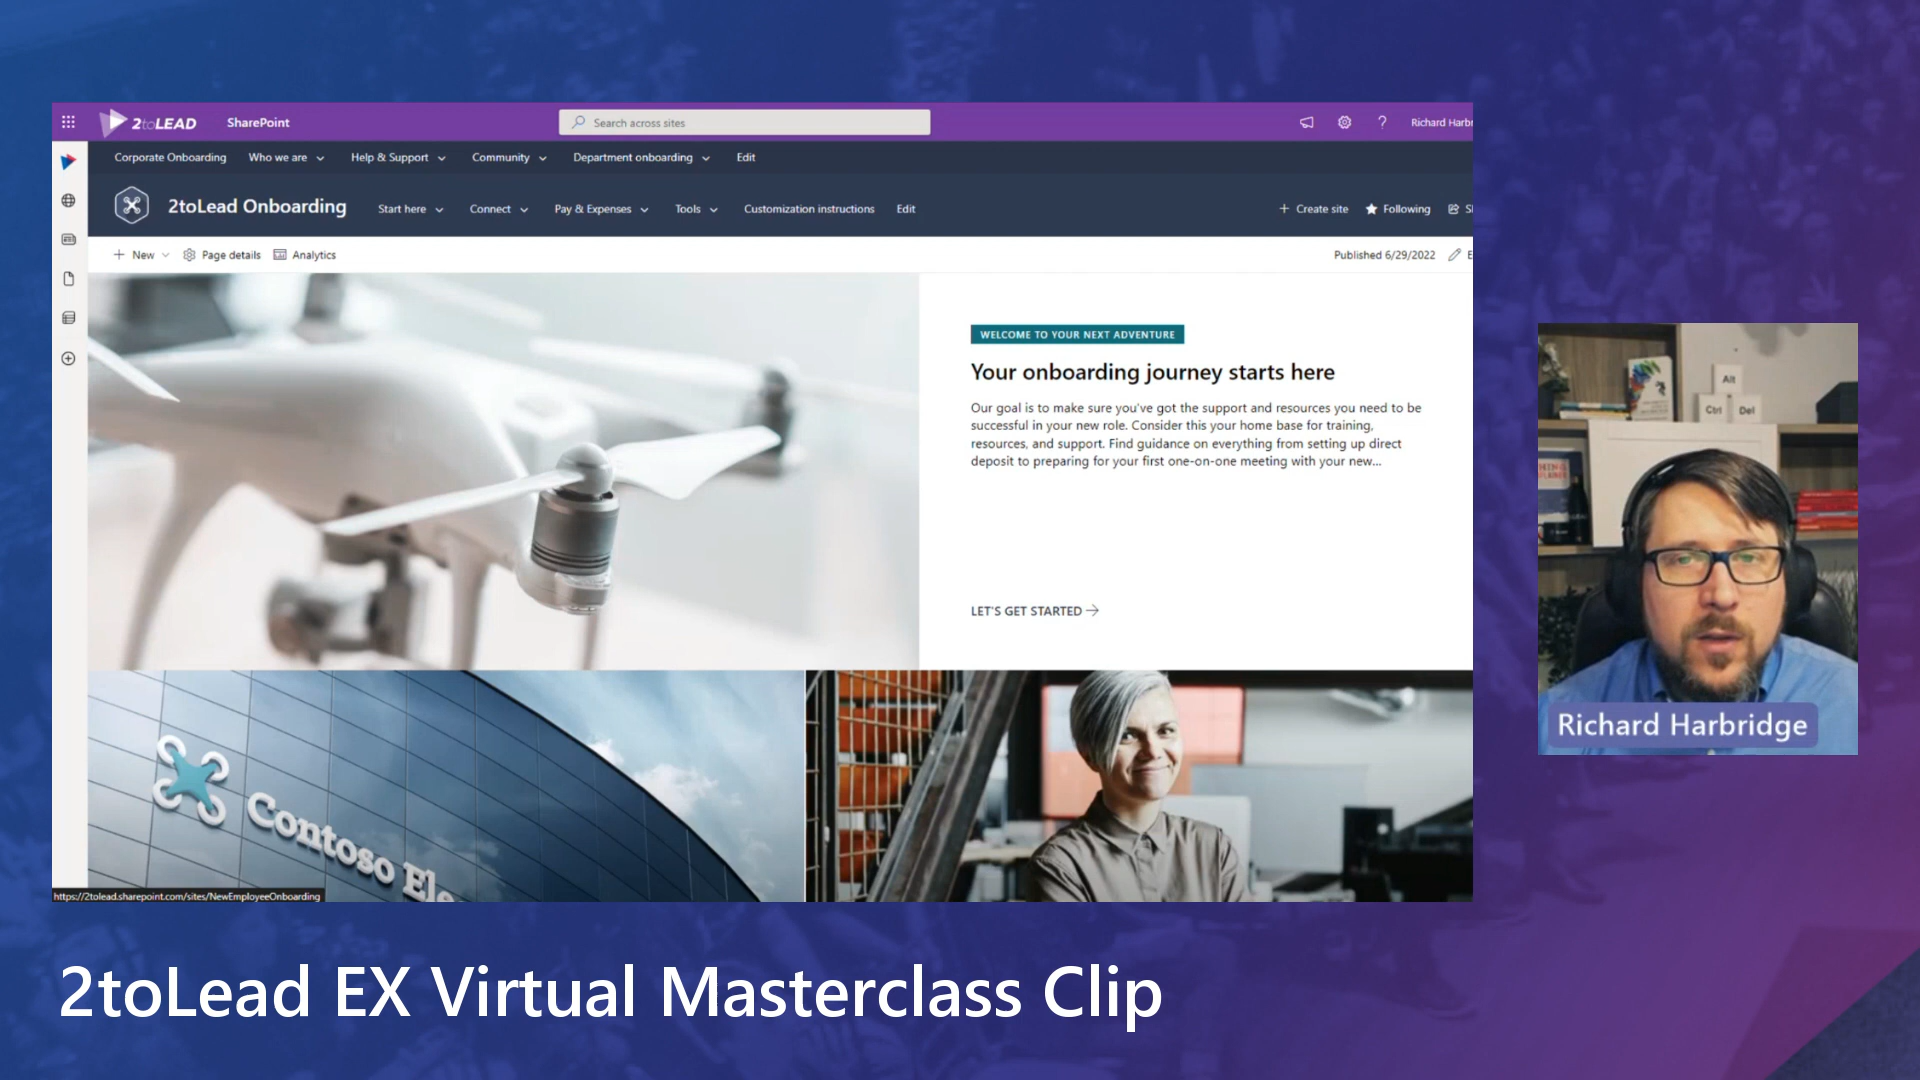 2toLEAD SharePoint Search across sites Richard Harbr
Corporate Onboarding Who we are Help & Support Community Department onboarding Edit
2toLead Onboarding Start here Connect Pay & Expenses Tools Customization instructions Edit + Create site Following
+ New Page details Analytics Published 6/29/2022
WELCOME TO YOUR NEXT ADVENTURE
Your onboarding journey starts here
Our goal is to make sure you've got the support and resources you need to be
successful in your new role. Consider this your home base for training,
resources, and support. Find guidance on everything from setting up direct
deposit to preparing for your first one-on-one meeting with your new...
LET'S GET STARTED
Alt
Ctrl Del
Richard Harbridge
Contoso Ele
https://2tolead.sharepoint.com/sites/NewEmployeeOnboarding
2toLead EX Virtual Masterclass Clip